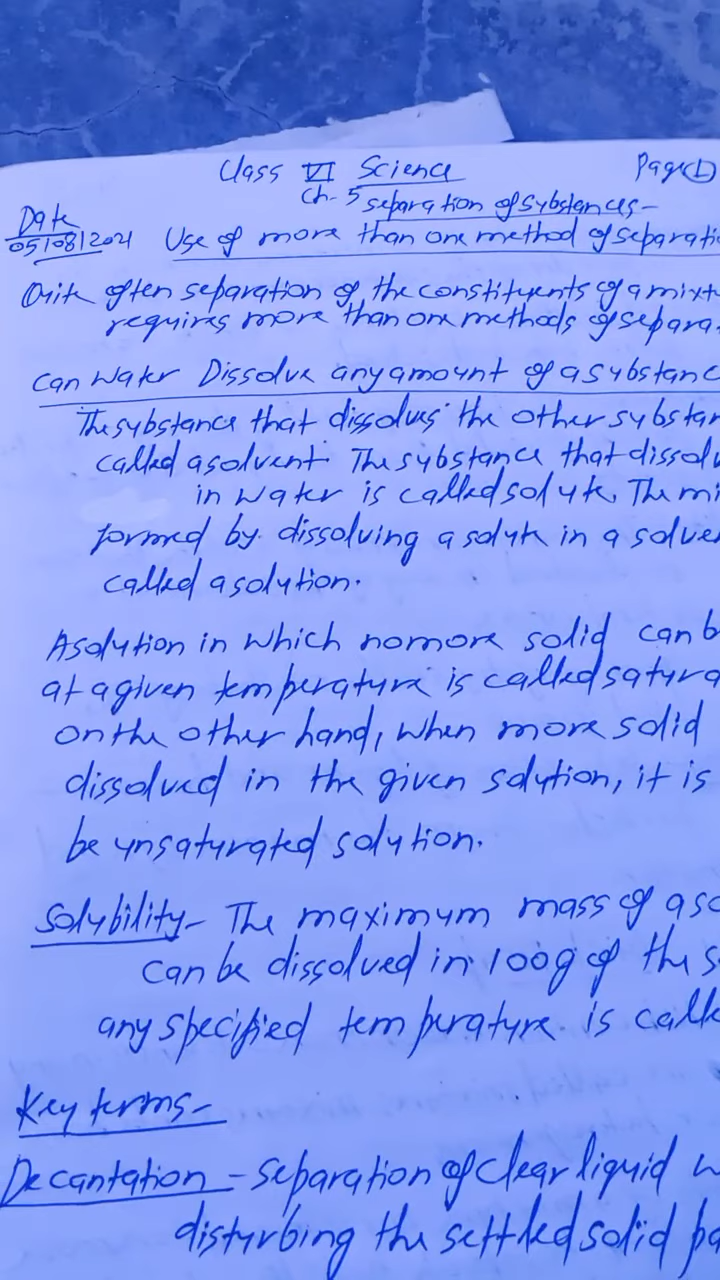 Class VI Science Page(1)
Ch-5 separation of substances-
Date
05/08/2021 Use of more than one method of separati
Quite often separation of the constituents of a mixt
requires more than one methods of separa
can Water Dissolve any amount of a substanc
The substance that dissolves the other substan
called a solvent. The substance that dissolv
in water is called solute. The mi
formed by dissolving a solute in a solve
called a solution.
A solution in which no more solid can b
at a given temperature is called satura
on the other hand, when more solid
dissolved in the given solution, it is
be unsaturated solution.
Solubility- The maximum mass of a so
can be dissolved in 100g of the s
any specified temperature is calle
Key terms-
Decantation - separation of clear liquid w
disturbing the settled solid pa